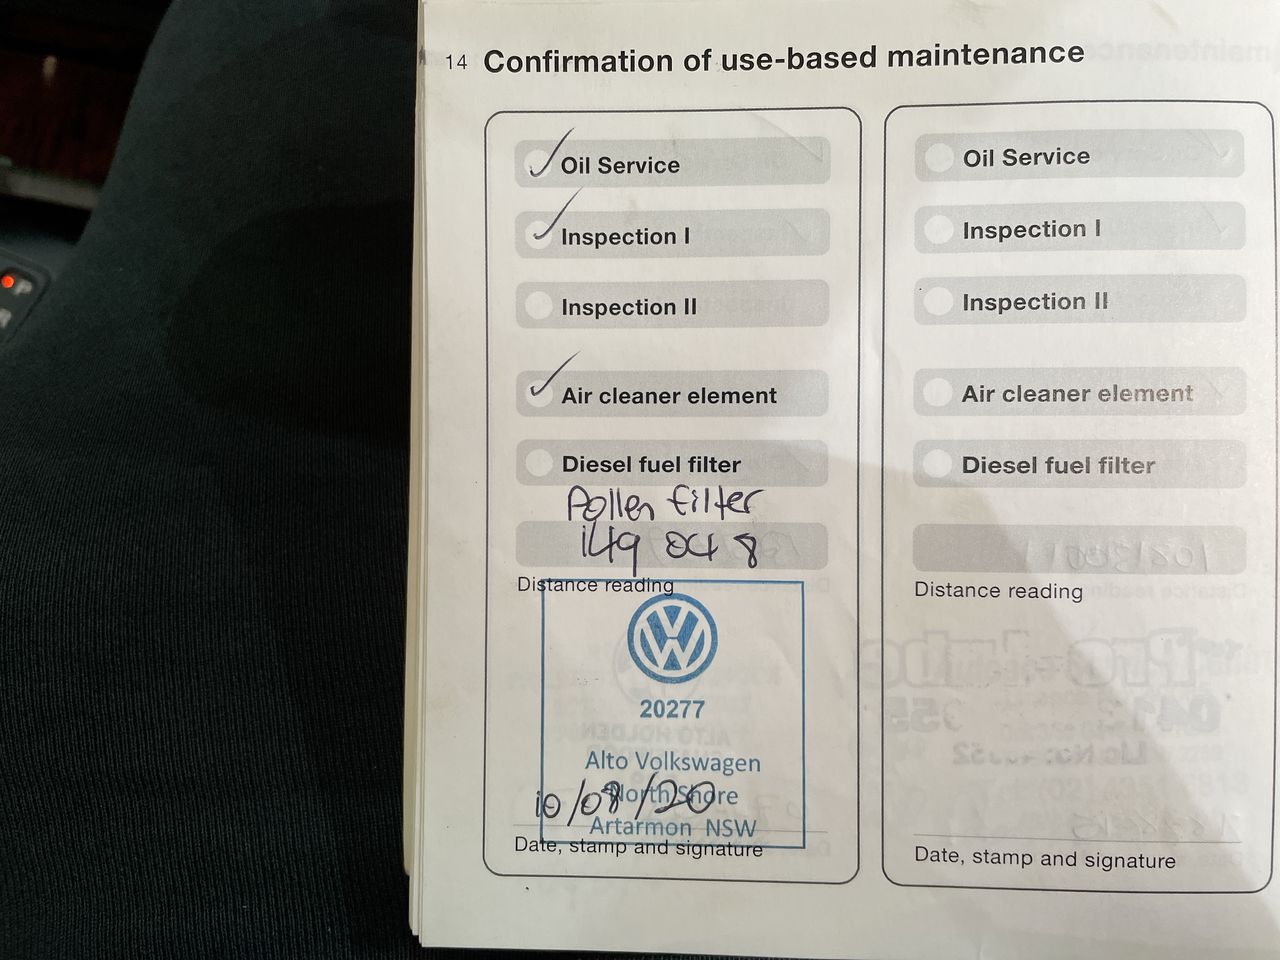 14 Confirmation of use-based maintenance
Oil Service
Inspection I
Inspection II
Air cleaner element
Diesel fuel filter
Pollen filter
149 048
Distance reading
20277
Alto Volkswagen
North Shore
10/08/20
Artarmon NSW
Date, stamp and signature
Oil Service
Inspection I
Inspection II
Air cleaner element
Diesel fuel filter
Distance reading
Date, stamp and signature